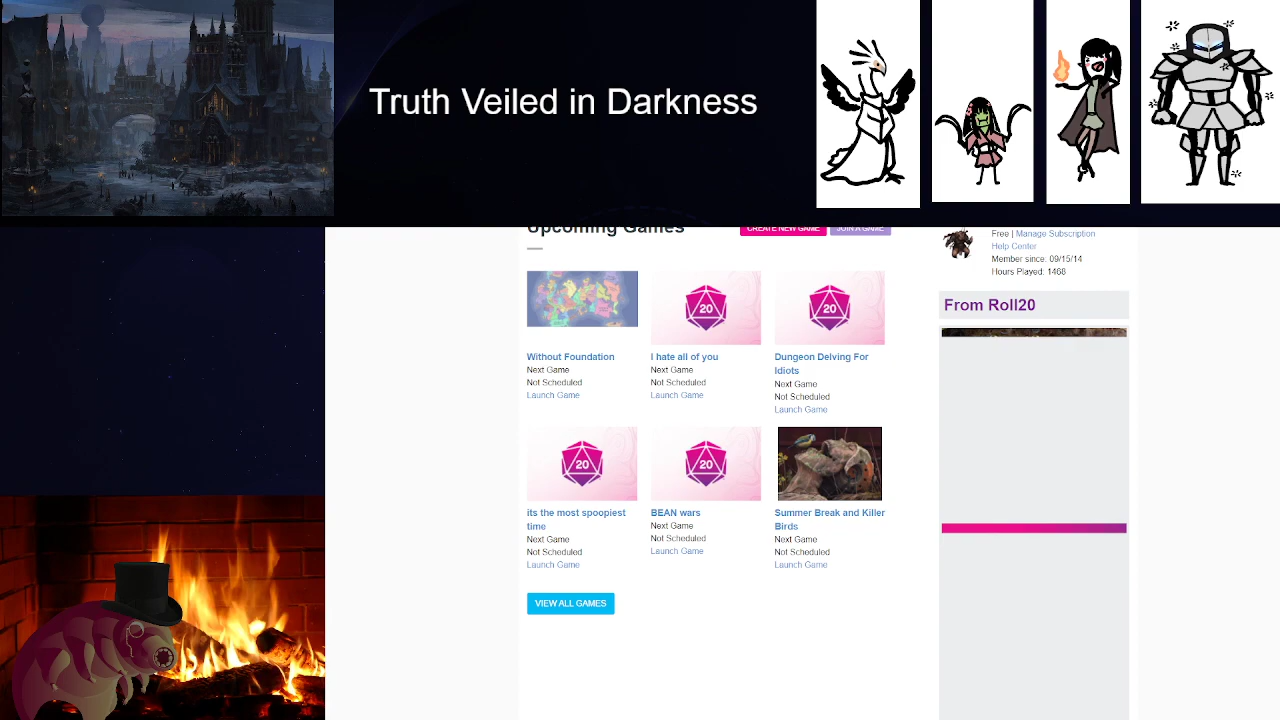 Truth Veiled in Darkness
Upcoming Games
CREATE NEW GAME
JOIN A GAME
Free | Manage Subscription
Help Center
Member since: 09/15/14
Hours Played: 1468
From Roll20
20
20
Without Foundation
Next Game
Not Scheduled
Launch Game
I hate all of you
Next Game
Not Scheduled
Launch Game
Dungeon Delving For
Idiots
Next Game
Not Scheduled
Launch Game
20
20
its the most spoopiest
time
Next Game
Not Scheduled
Launch Game
BEAN wars
Next Game
Not Scheduled
Launch Game
Summer Break and Killer
Birds
Next Game
Not Scheduled
Launch Game
VIEW ALL GAMES